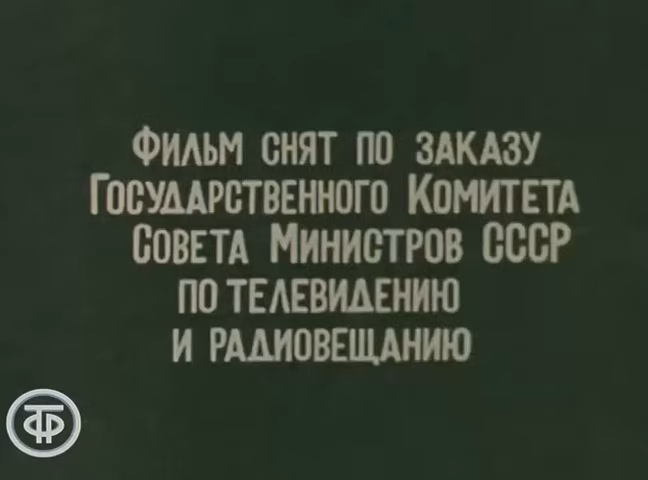 Фильм снят по заказу
Государственного Комитета
Совета Министров СССР
по телевидению
и радиовещанию